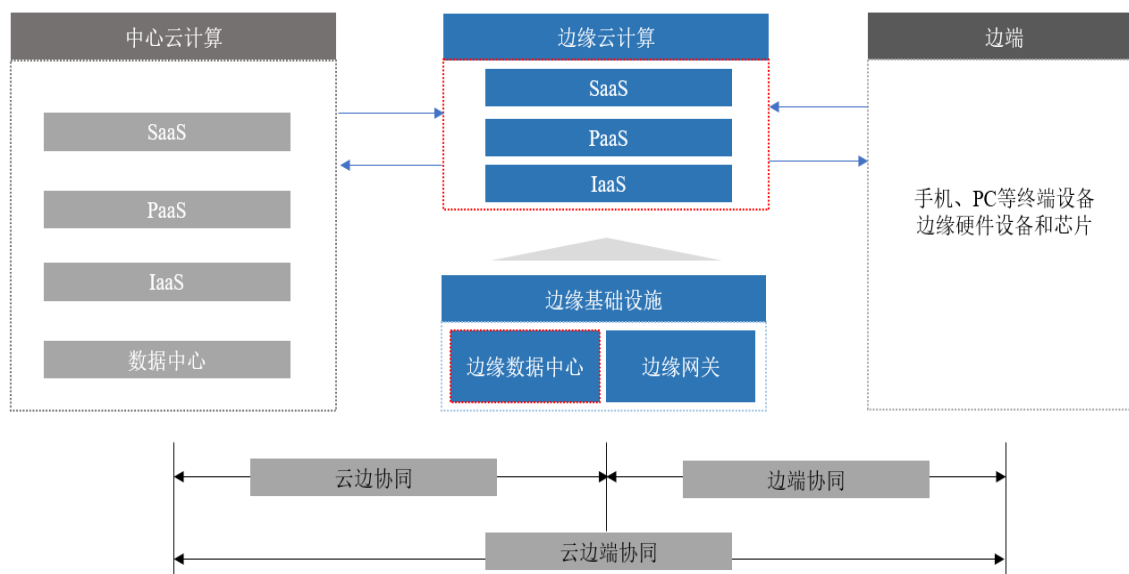 中心云计算
SaaS
PaaS
IaaS
数据中心
边缘云计算
SaaS
PaaS
IaaS
边缘基础设施
边缘数据中心
边缘网关
边端
手机、PC等终端设备
边缘硬件设备和芯片
云边协同
边端协同
云边端协同